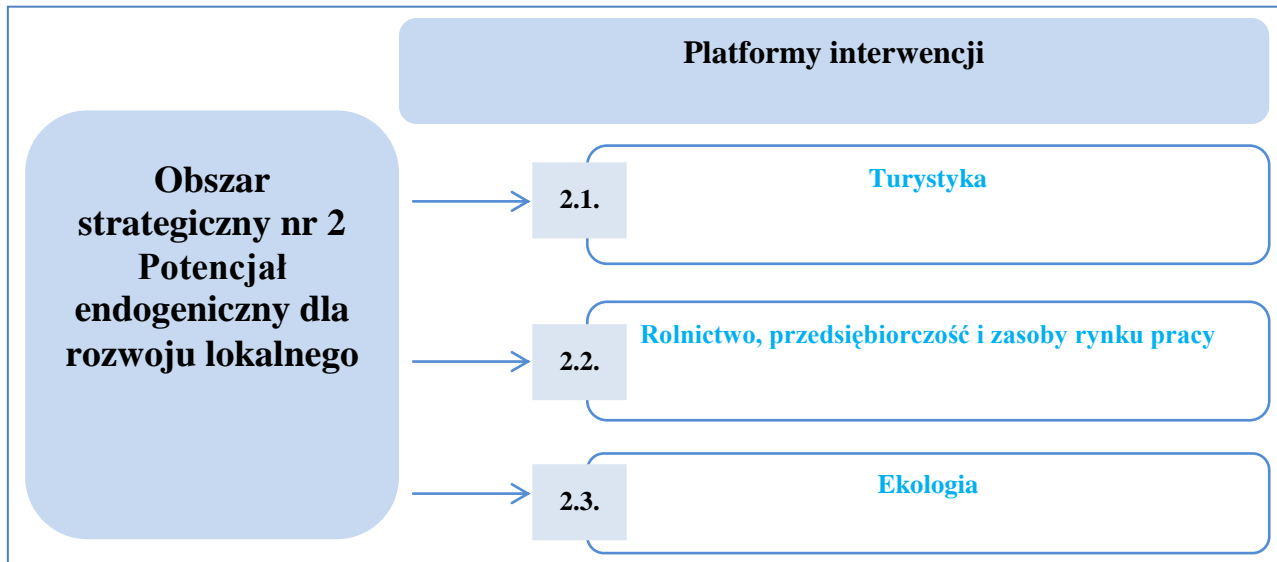 Platformy interwencji
Obszar
strategiczny nr 2
Potencjał
endogeniczny dla
rozwoju lokalnego
2.1.
Turystyka
2.2.
Rolnictwo, przedsiębiorczość i zasoby rynku pracy
2.3.
Ekologia